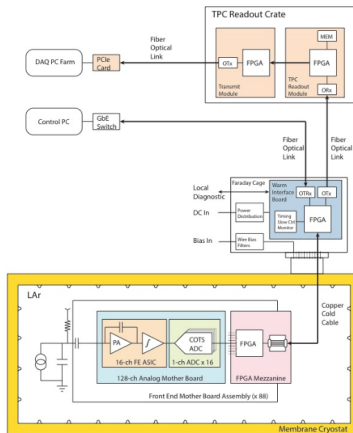 TPC Readout Crate
Fiber
Optical
Link
DAQ PC Farm
PCIe
Card
OTx
FPGA
Transmit
Module
MEM
FPGA
TPC
Readout
Module
ORx
Control PC
GbE
Switch
Fiber
Optical
Link
Fiber
Optical
Link
Faraday Cage
Warm
Interface
Board
OTRx
OTx
Local
Diagnostic
DC In
Power
Distribution
Timing
Slow Ctrl
Monitor
FPGA
Bias In
Wire Bias
Filters
LAr
Copper
Cold
Cable
PA
∫
COTS
ADC
FPGA
16-ch FE ASIC
1-ch ADC x 16
128-ch Analog Mother Board
FPGA Mezzanine
Front End Mother Board Assembly (x 88)
Membrane Cryostat